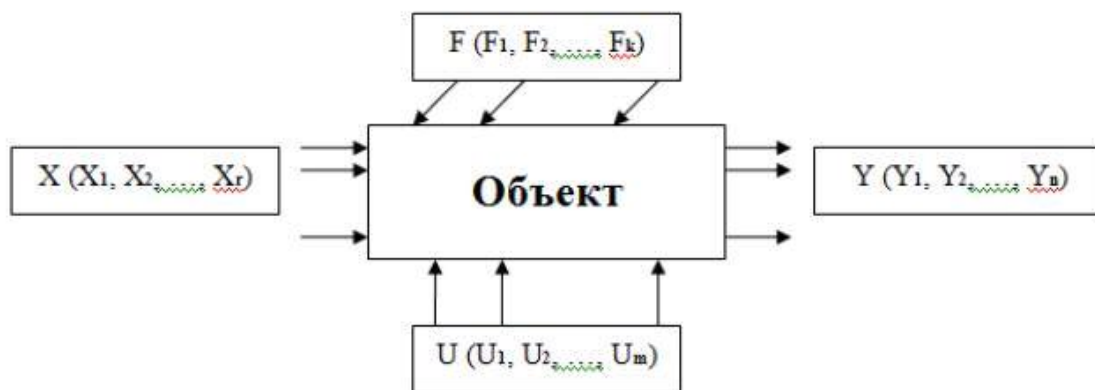 F (F1, F2, ..., Fk)
X (X1, X2, ..., Xr)
Объект
Y (Y1, Y2, ..., Yn)
U (U1, U2, ..., Um)